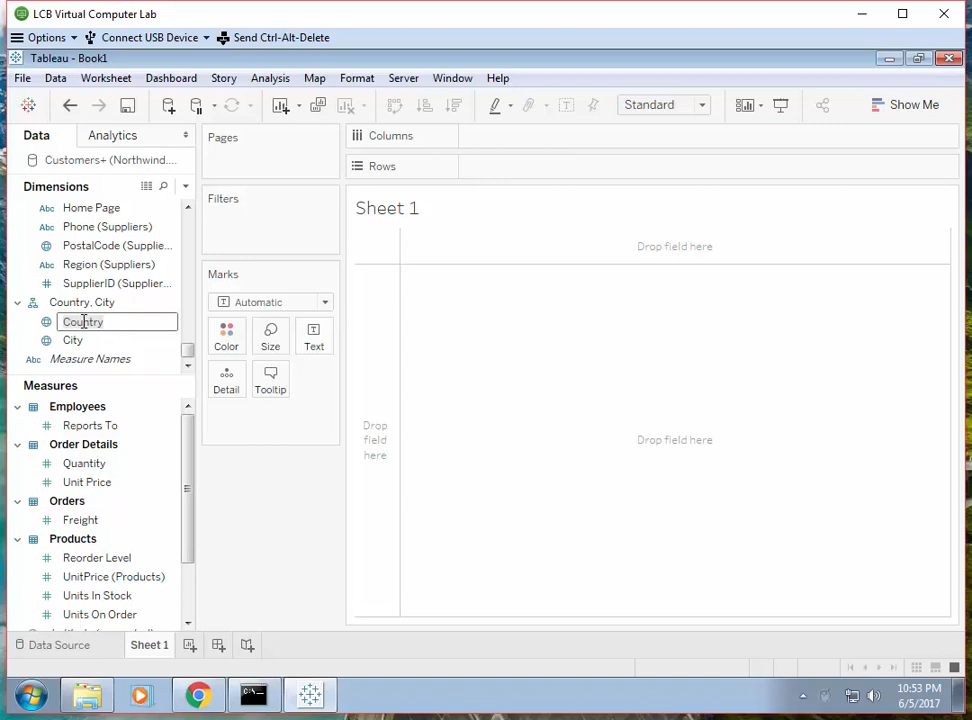 LCB Virtual Computer Lab
Options Connect USB Device Send Ctrl-Alt-Delete
Tableau - Book1
File Data Worksheet Dashboard Story Analysis Map Format Server Window Help
Standard Show Me
Data Analytics
Customers+ (Northwind....
Dimensions
Abc Home Page
Abc Phone (Suppliers)
PostalCode (Supplie...
Abc Region (Suppliers)
# SupplierID (Supplier...
Country, City
Country
City
Abc Measure Names
Measures
Employees
# Reports To
Order Details
# Quantity
# Unit Price
Orders
# Freight
Products
# Reorder Level
# UnitPrice (Products)
# Units In Stock
# Units On Order
Pages
Filters
Marks
T Automatic
Color Size Text
Detail Tooltip
Columns
Rows
Sheet 1
Drop field here
Drop
field
here
Drop field here
Data Source Sheet 1
10:53 PM
6/5/2017